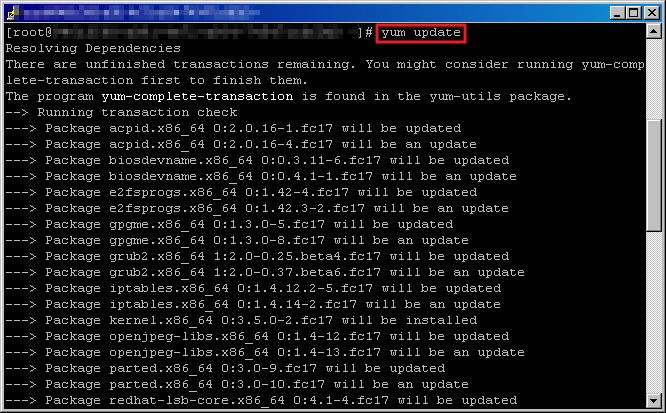 [root@ ]# yum update
Resolving Dependencies
There are unfinished transactions remaining. You might consider running yum-comp
lete-transaction first to finish them.
The program yum-complete-transaction is found in the yum-utils package.
--> Running transaction check
---> Package acpid.x86_64 0:2.0.16-1.fc17 will be updated
---> Package acpid.x86_64 0:2.0.16-4.fc17 will be an update
---> Package biosdevname.x86_64 0:0.3.11-6.fc17 will be updated
---> Package biosdevname.x86_64 0:0.4.1-1.fc17 will be an update
---> Package e2fsprogs.x86_64 0:1.42-4.fc17 will be updated
---> Package e2fsprogs.x86_64 0:1.42.3-2.fc17 will be an update
---> Package gpgme.x86_64 0:1.3.0-5.fc17 will be updated
---> Package gpgme.x86_64 0:1.3.0-8.fc17 will be an update
---> Package grub2.x86_64 1:2.0-0.25.beta4.fc17 will be updated
---> Package grub2.x86_64 1:2.0-0.37.beta6.fc17 will be an update
---> Package iptables.x86_64 0:1.4.12.2-5.fc17 will be updated
---> Package iptables.x86_64 0:1.4.14-2.fc17 will be an update
---> Package kernel.x86_64 0:3.5.0-2.fc17 will be installed
---> Package openjpeg-libs.x86_64 0:1.4-12.fc17 will be updated
---> Package openjpeg-libs.x86_64 0:1.4-13.fc17 will be an update
---> Package parted.x86_64 0:3.0-9.fc17 will be updated
---> Package parted.x86_64 0:3.0-10.fc17 will be an update
---> Package redhat-lsb-core.x86_64 0:4.1-4.fc17 will be updated